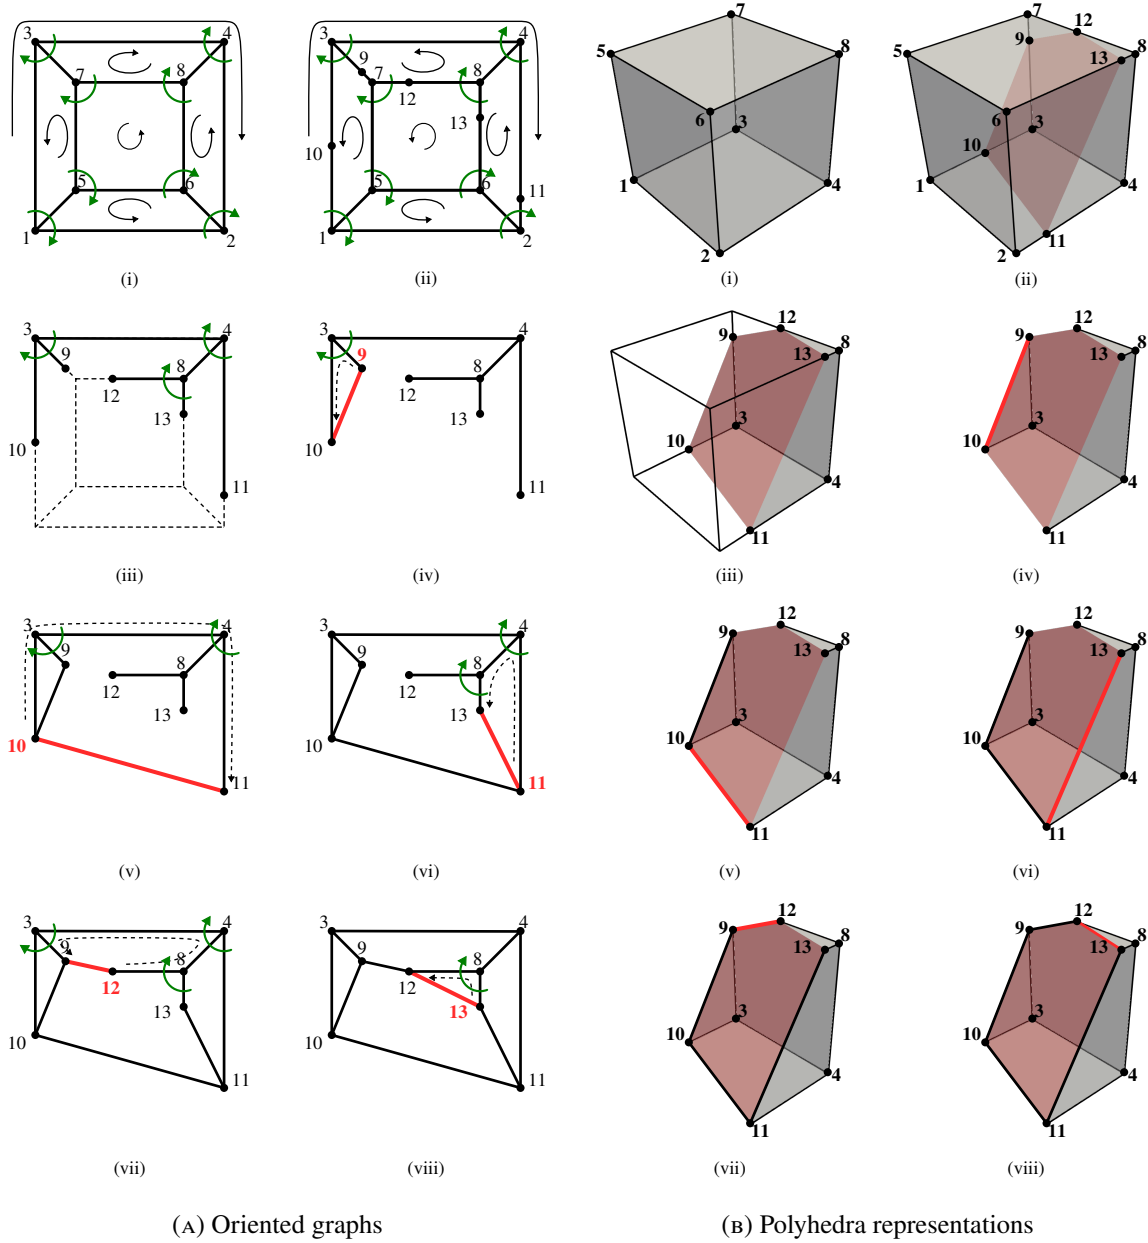 3 4 3 4 7 7 12
7 8 9 7 8 5 8 5 9 13 8
12 13
10 6 3 6 10 3
5 6 5 6 11 1 4 1 4
1 2 1 2 2 2 11
(i) (ii) (i) (ii)
3 4 3 4 12 12
9 8 9 8 9 13 8 9 13 8
12 13 12 13
10 10 10 3 10 3
11 11 4 4
11 11
(iii) (iv) (iii) (iv)
3 4 3 4 12 12
9 8 9 8 9 13 8 9 13 8
12 13 12 13
10 10 10 3 10 3
11 11 4 4
11 11
(v) (vi) (v) (vi)
3 4 3 4 12 12
9 8 9 8 9 13 8 9 13 8
12 13 12 13
10 10 10 3 10 3
11 11 4 4
11 11
(vii) (viii) (vii) (viii)
(A) Oriented graphs (B) Polyhedra representations